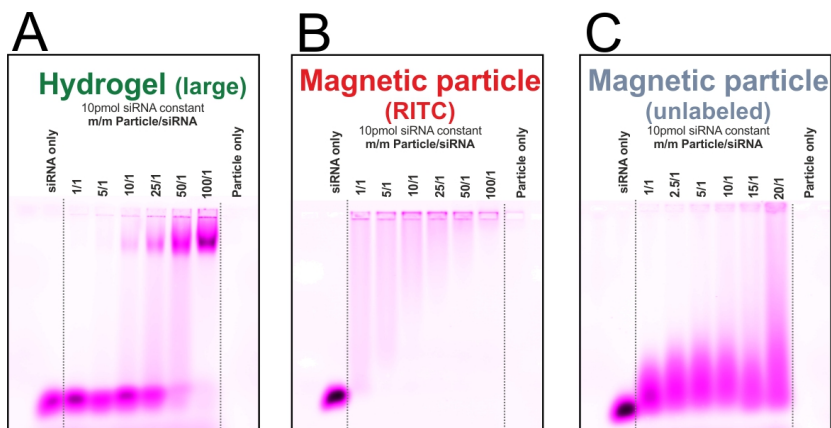 A
Hydrogel (large)
10pmol siRNA constant
m/m Particle/siRNA
siRNA only
1/1
5/1
10/1
25/1
50/1
100/1
Particle only
B
Magnetic particle
(RITC)
10pmol siRNA constant
m/m Particle/siRNA
siRNA only
1/1
5/1
10/1
25/1
50/1
100/1
Particle only
C
Magnetic particle
(unlabeled)
10pmol siRNA constant
m/m Particle/siRNA
siRNA only
1/1
2.5/1
5/1
10/1
15/1
20/1
Particle only